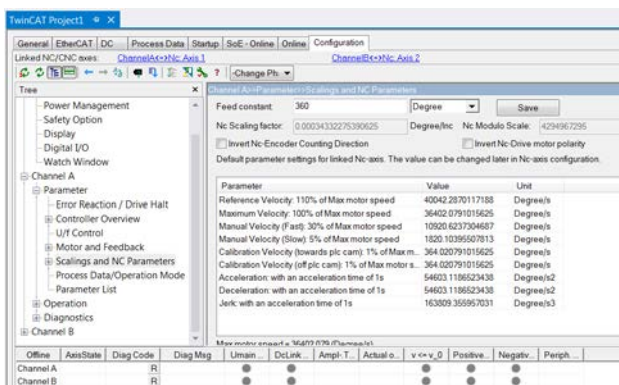 TwinCAT Project1
General EtherCAT DC Process Data Startup SoE - Online Online Configuration
Linked NC/CNC axes: ChannelA<->Nc.Axis 1 ChannelB<->Nc.Axis 2
-Change Ph.
Tree
Channel A>>Parameter>>Scalings and NC Parameters
Power Management
Safety Option
Display
Digital I/O
Watch Window
Channel A
Parameter
Error Reaction / Drive Halt
Controller Overview
U/f Control
Motor and Feedback
Scalings and NC Parameters
Process Data/Operation Mode
Parameter List
Operation
Diagnostics
Channel B
Feed constant: 360 Degree Save
Nc Scaling factor: 0.00034332275390625 Degree/Inc Nc Modulo Scale: 4294967295
Invert Nc-Encoder Counting Direction Invert Nc-Drive motor polarity
Default parameter settings for linked Nc-axis. The value can be changed later in Nc-axis configuration.
Parameter Value Unit
Reference Velocity: 110% of Max motor speed 40042.2870117188 Degree/s
Maximum Velocity: 100% of Max motor speed 36402.0791015625 Degree/s
Manual Velocity (Fast): 30% of Max motor speed 10920.6237304687 Degree/s
Manual Velocity (Slow): 5% of Max motor speed 1820.10395507813 Degree/s
Calibration Velocity (towards plc cam): 1% of Max m... 364.020791015625 Degree/s
Calibration Velocity (off plc cam): 1% of Max motor s... 364.020791015625 Degree/s
Acceleration: with an acceleration time of 1s 54603.1186523438 Degree/s2
Deceleration: with an acceleration time of 1s 54603.1186523438 Degree/s2
Jerk: with an acceleration time of 1s 163809.355957031 Degree/s3
Max motor speed = 36402.079 (Degree/s)
Offline AxisState Diag Code Diag Msg Umain ... DcLink... Ampl-.T... Actual o... v <= v_0 Positive... Negativ... Periph...
Channel A R
Channel B R